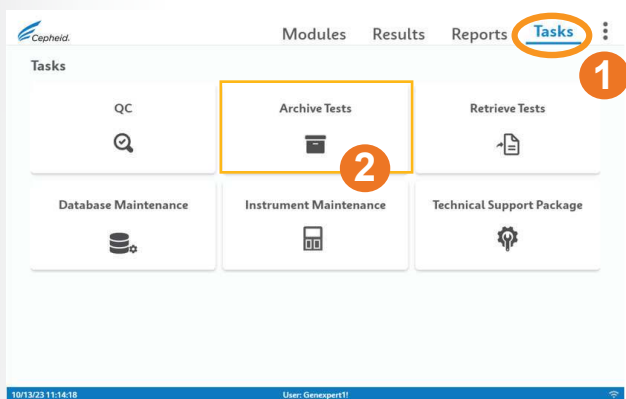 Cepheid.
Modules Results Reports Tasks
1
Tasks
QC Archive Tests Retrieve Tests
2
Database Maintenance Instrument Maintenance Technical Support Package
10/13/23 11:14:18 User: Genexpert1!